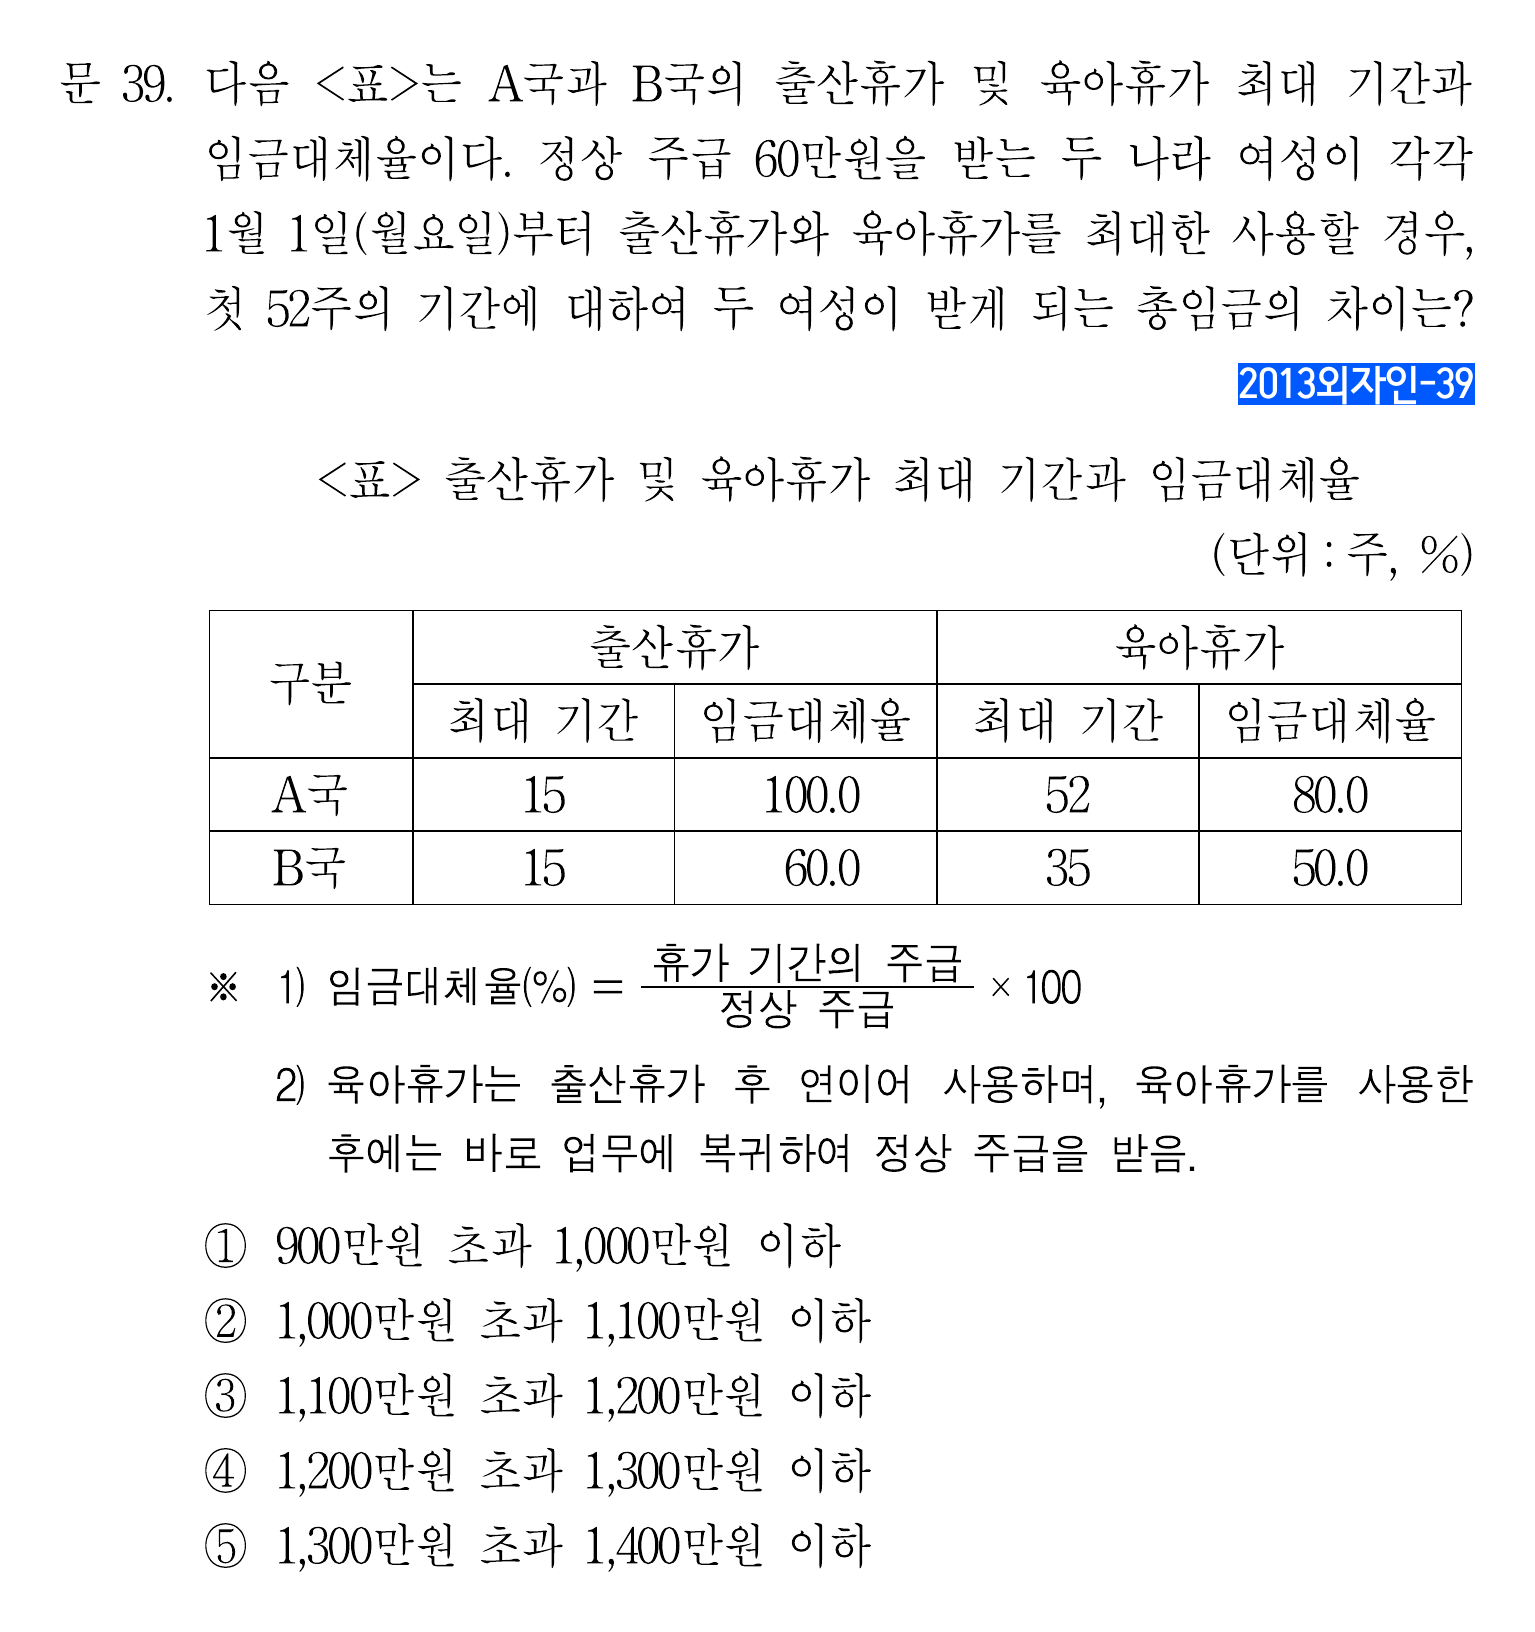 문 39. 다음 <표>는 A국과 B국의 출산휴가 및 육아휴가 최대 기간과
임금대체율이다. 정상 주급 60만원을 받는 두 나라 여성이 각각
1월 1일(월요일)부터 출산휴가와 육아휴가를 최대한 사용할 경우,
첫 52주의 기간에 대하여 두 여성이 받게 되는 총임금의 차이는?
2013외자인-39
<표> 출산휴가 및 육아휴가 최대 기간과 임금대체율
(단위 : 주, %)
구분 출산휴가 육아휴가
최대 기간 임금대체율 최대 기간 임금대체율
A국 15 100.0 52 80.0
B국 15 60.0 35 50.0
※ 1) 임금대체율(%) = 휴가 기간의 주급 / 정상 주급 × 100
2) 육아휴가는 출산휴가 후 연이어 사용하며, 육아휴가를 사용한
후에는 바로 업무에 복귀하여 정상 주급을 받음.
① 900만원 초과 1,000만원 이하
② 1,000만원 초과 1,100만원 이하
③ 1,100만원 초과 1,200만원 이하
④ 1,200만원 초과 1,300만원 이하
⑤ 1,300만원 초과 1,400만원 이하